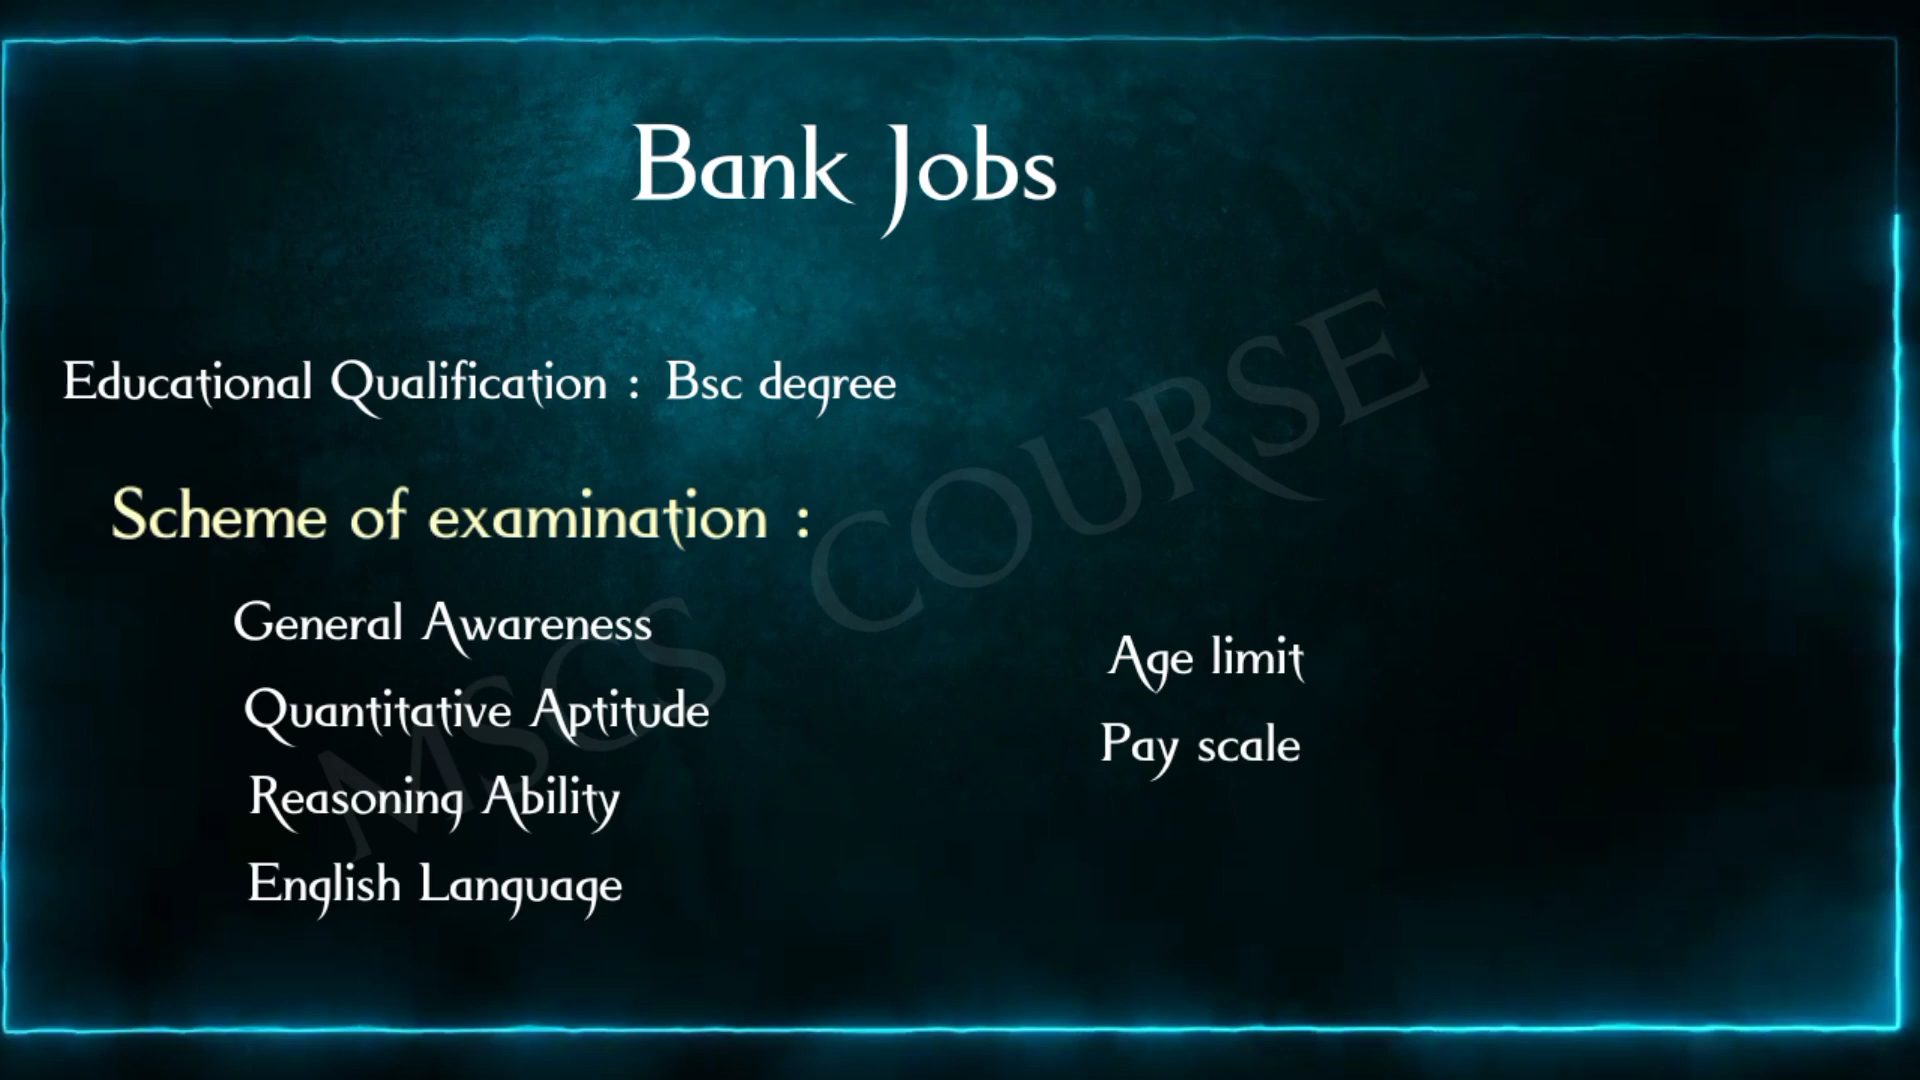 Bank Jobs
Educational Qualification : Bsc degree
Scheme of examination :
General Awareness
Quantitative Aptitude
Reasoning Ability
English Language
Age limit
Pay scale
MSCS COURSE